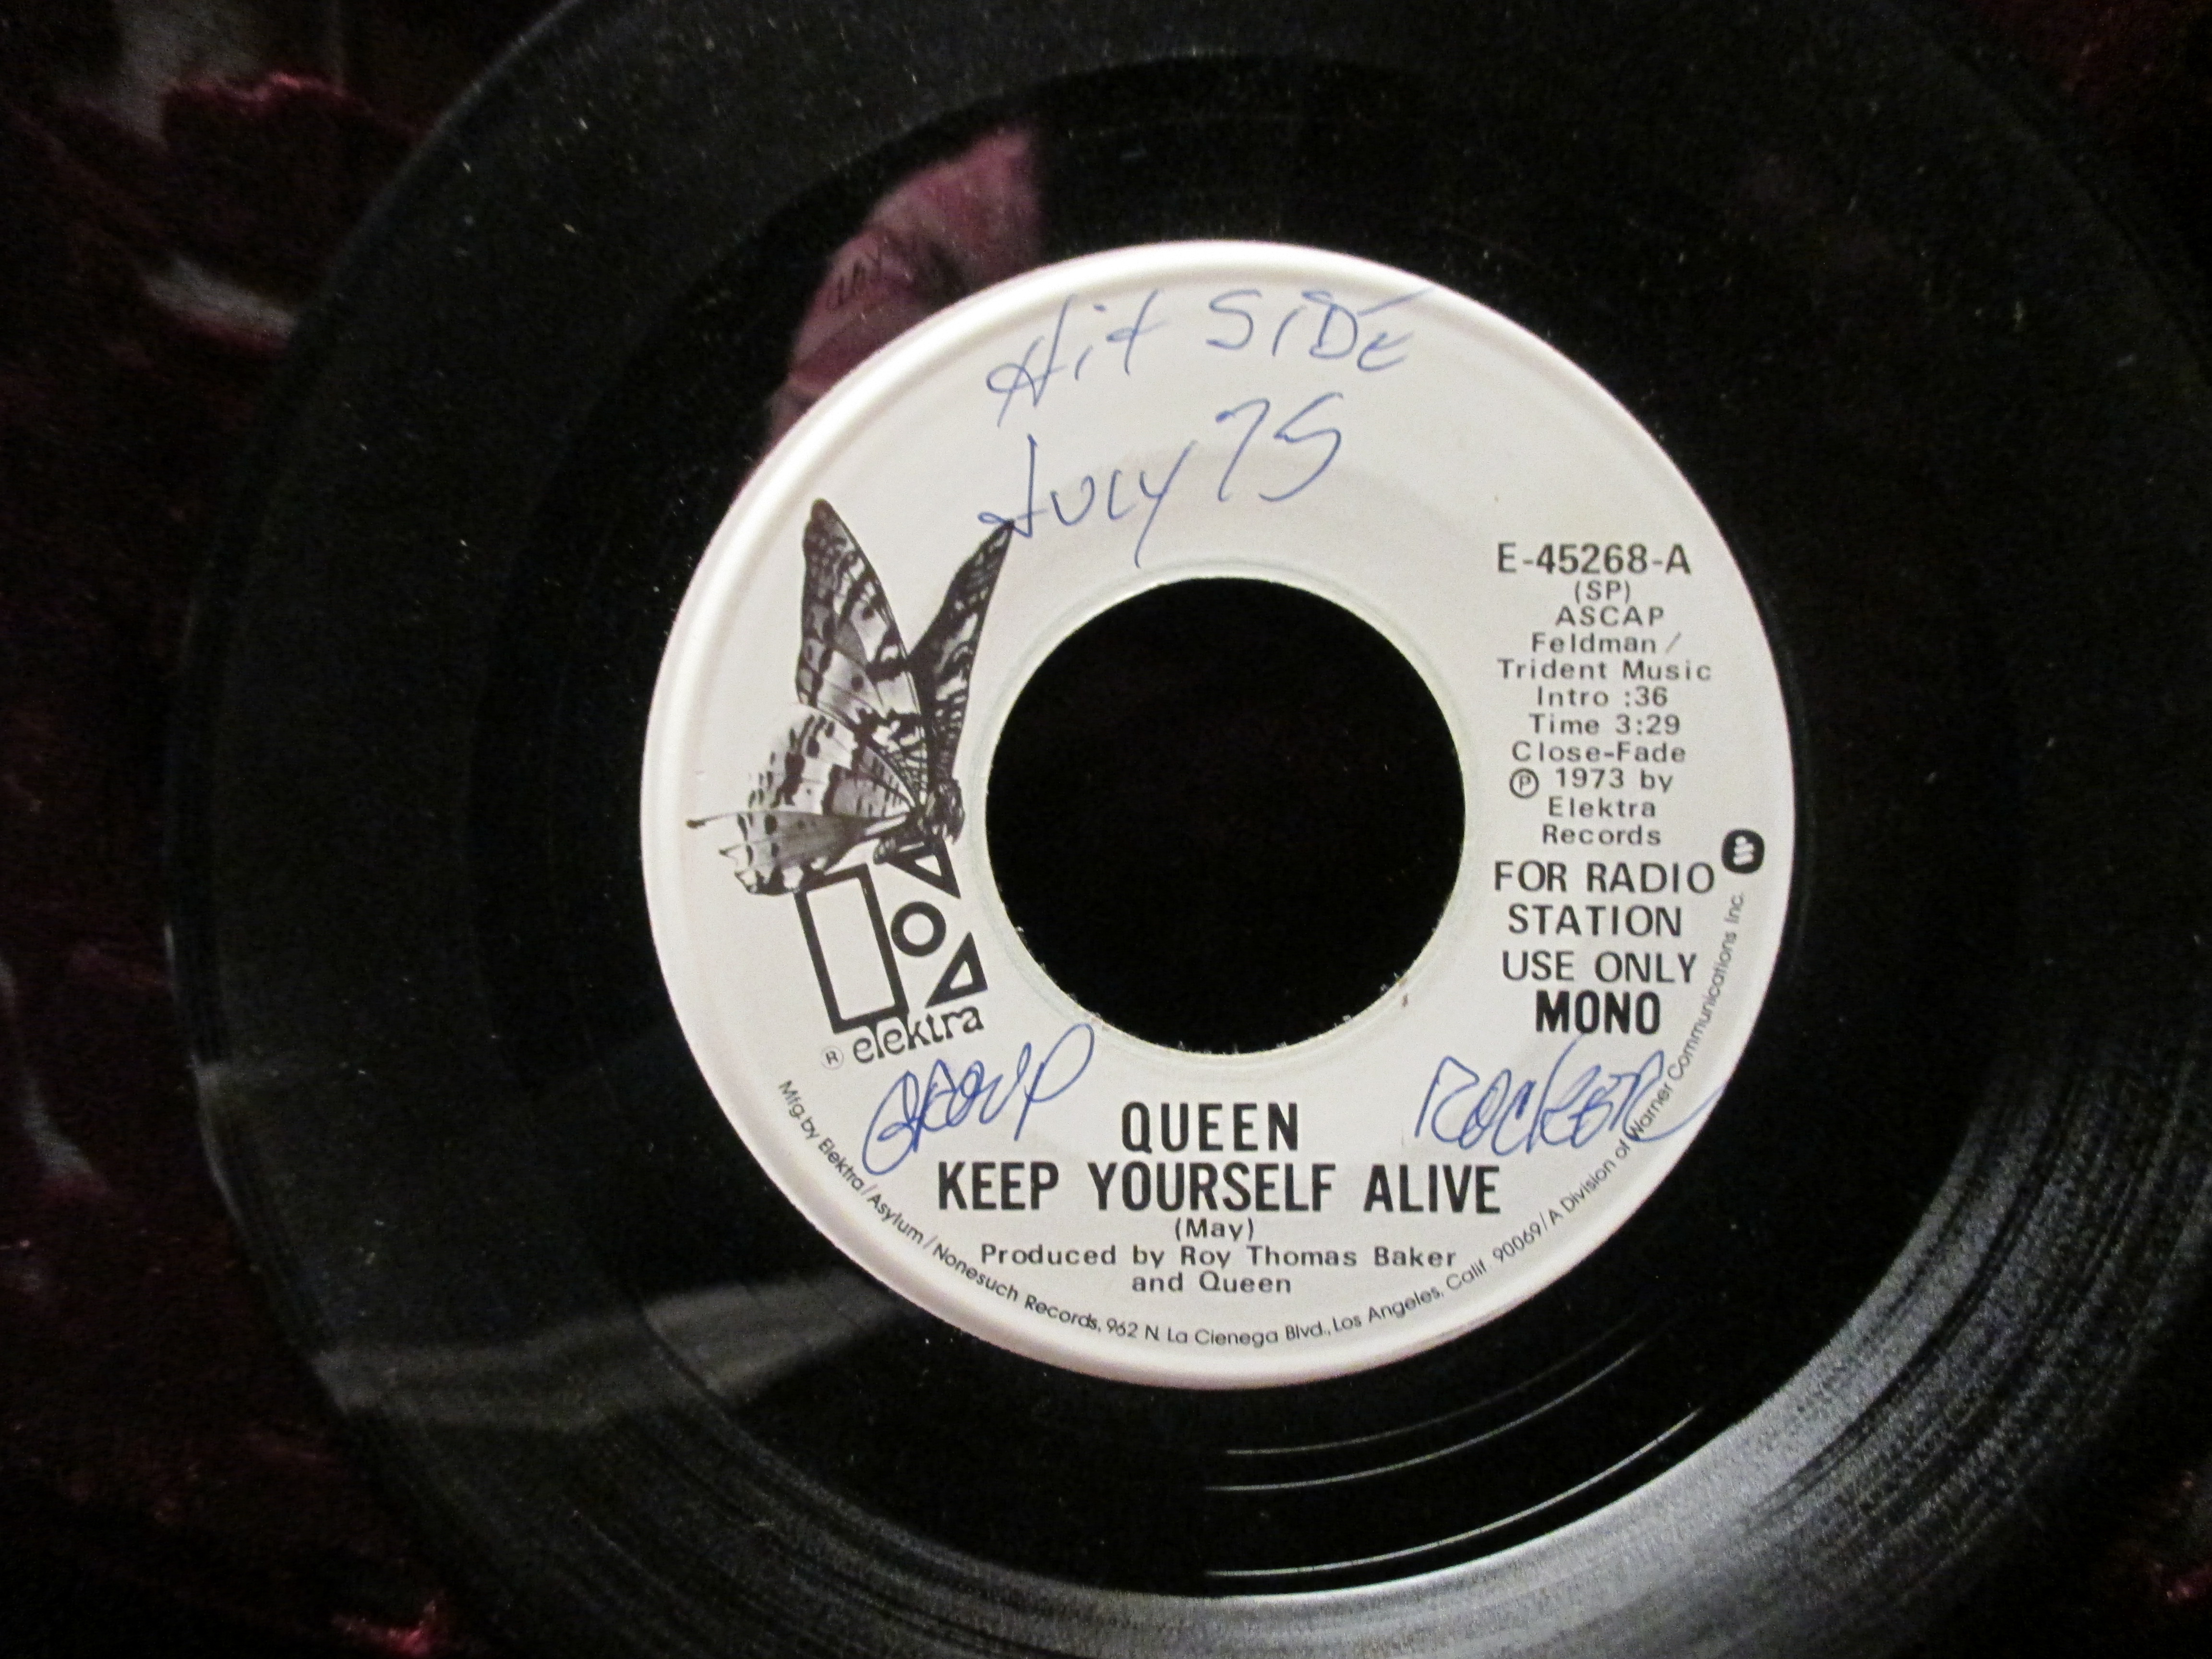 Hit SIDE
JULY 75
E-45268-A
(SP)
ASCAP
Feldman/
Trident Music
Intro :36
Time 3:29
Close-Fade
Ⓟ 1973 by
Elektra
Records
FOR RADIO
STATION
USE ONLY
MONO
® elektra
GROUP
ROCKER
QUEEN
KEEP YOURSELF ALIVE
(May)
Produced by Roy Thomas Baker
and Queen
Mfg. by Elektra/Asylum/Nonesuch Records, 962 N. La Cienega Blvd., Los Angeles, Calif. 90069/A Division of Warner Communications Inc.